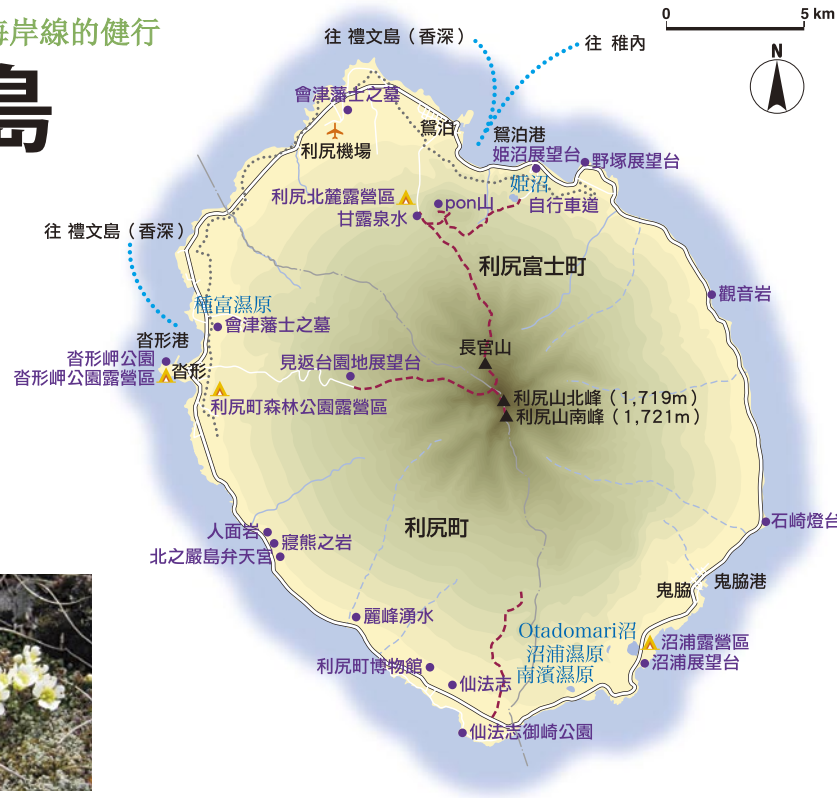 海岸線的健行
島
0 5 km
N
往 禮文島（香深）
往 稚內
會津藩士之墓
利尻機場
鴛泊
鴛泊港
姬沼展望台
野塚展望台
姬沼
自行車道
利尻北麓露營區
pon山
甘露泉水
往 禮文島（香深）
利尻富士町
觀音岩
種富濕原
會津藩士之墓
沓形港
沓形岬公園
沓形
沓形岬公園露營區
見返台園地展望台
利尻町森林公園露營區
長官山
利尻山北峰（1,719m）
利尻山南峰（1,721m）
利尻町
石崎燈台
人面岩
寢熊之岩
北之嚴島弁天宮
鬼脇
鬼脇港
麗峰湧水
Otadomari沼
沼浦濕原
南濱濕原
沼浦露營區
沼浦展望台
利尻町博物館
仙法志
仙法志御崎公園